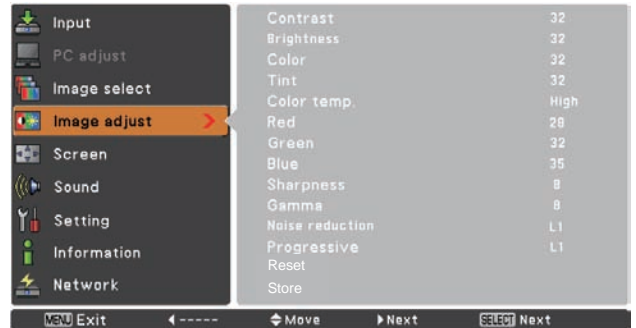 Input
PC adjust
Image select
Image adjust
Screen
Sound
Setting
Information
Network
Contrast 32
Brightness 32
Color 32
Tint 32
Color temp. High
Red 28
Green 32
Blue 35
Sharpness 8
Gamma 8
Noise reduction L1
Progressive L1
Reset
Store
MENU Exit ----- Move Next SELECT Next